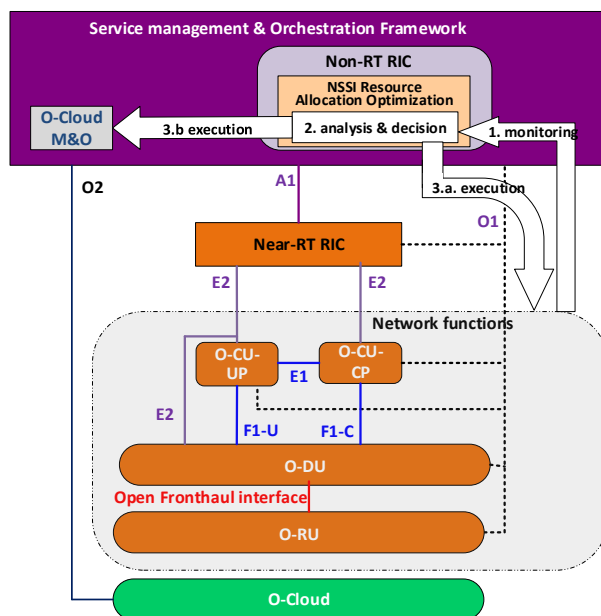 Service management & Orchestration Framework
Non-RT RIC
NSSI Resource
Allocation Optimization
O-Cloud
M&O
3.b execution
2. analysis & decision
1. monitoring
3.a. execution
O2
A1
O1
Near-RT RIC
E2
E2
Network functions
O-CU-
UP
O-CU-
CP
E1
E2
F1-U
F1-C
O-DU
Open Fronthaul interface
O-RU
O-Cloud